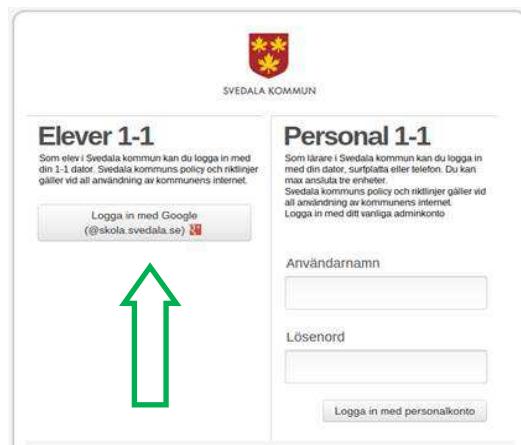 SVEDALA KOMMUN
Elever 1-1
Som elev i Svedala kommun kan du logga in med
din 1-1 dator. Svedala kommuns policy och riktlinjer
gäller vid all användning av kommunens internet.
Logga in med Google
(@skola.svedala.se)
Personal 1-1
Som lärare i Svedala kommun kan du logga in
med din dator, surfplatta eller telefon. Du kan
max ansluta tre enheter.
Svedala kommuns policy och riktlinjer gäller vid
all användning av kommunens internet.
Logga in med ditt vanliga adminkonto
Användarnamn
Lösenord
Logga in med personalkonto